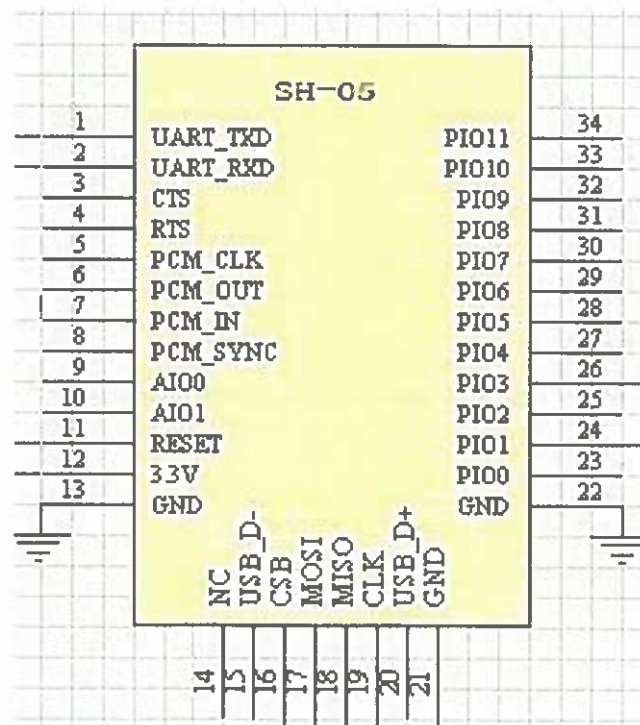 SH-05
1 UART_TXD PIO11 34
2 UART_RXD PIO10 33
3 CTS PIO9 32
4 RTS PIO8 31
5 PCM_CLK PIO7 30
6 PCM_OUT PIO6 29
7 PCM_IN PIO5 28
8 PCM_SYNC PIO4 27
9 AIO0 PIO3 26
10 AIO1 PIO2 25
11 RESET PIO1 24
12 33V PIO0 23
13 GND GND 22
NC
USB_D-
CSB
MOSI
MISO
CLK
USB_D+
GND
14
15
16
17
18
19
20
21